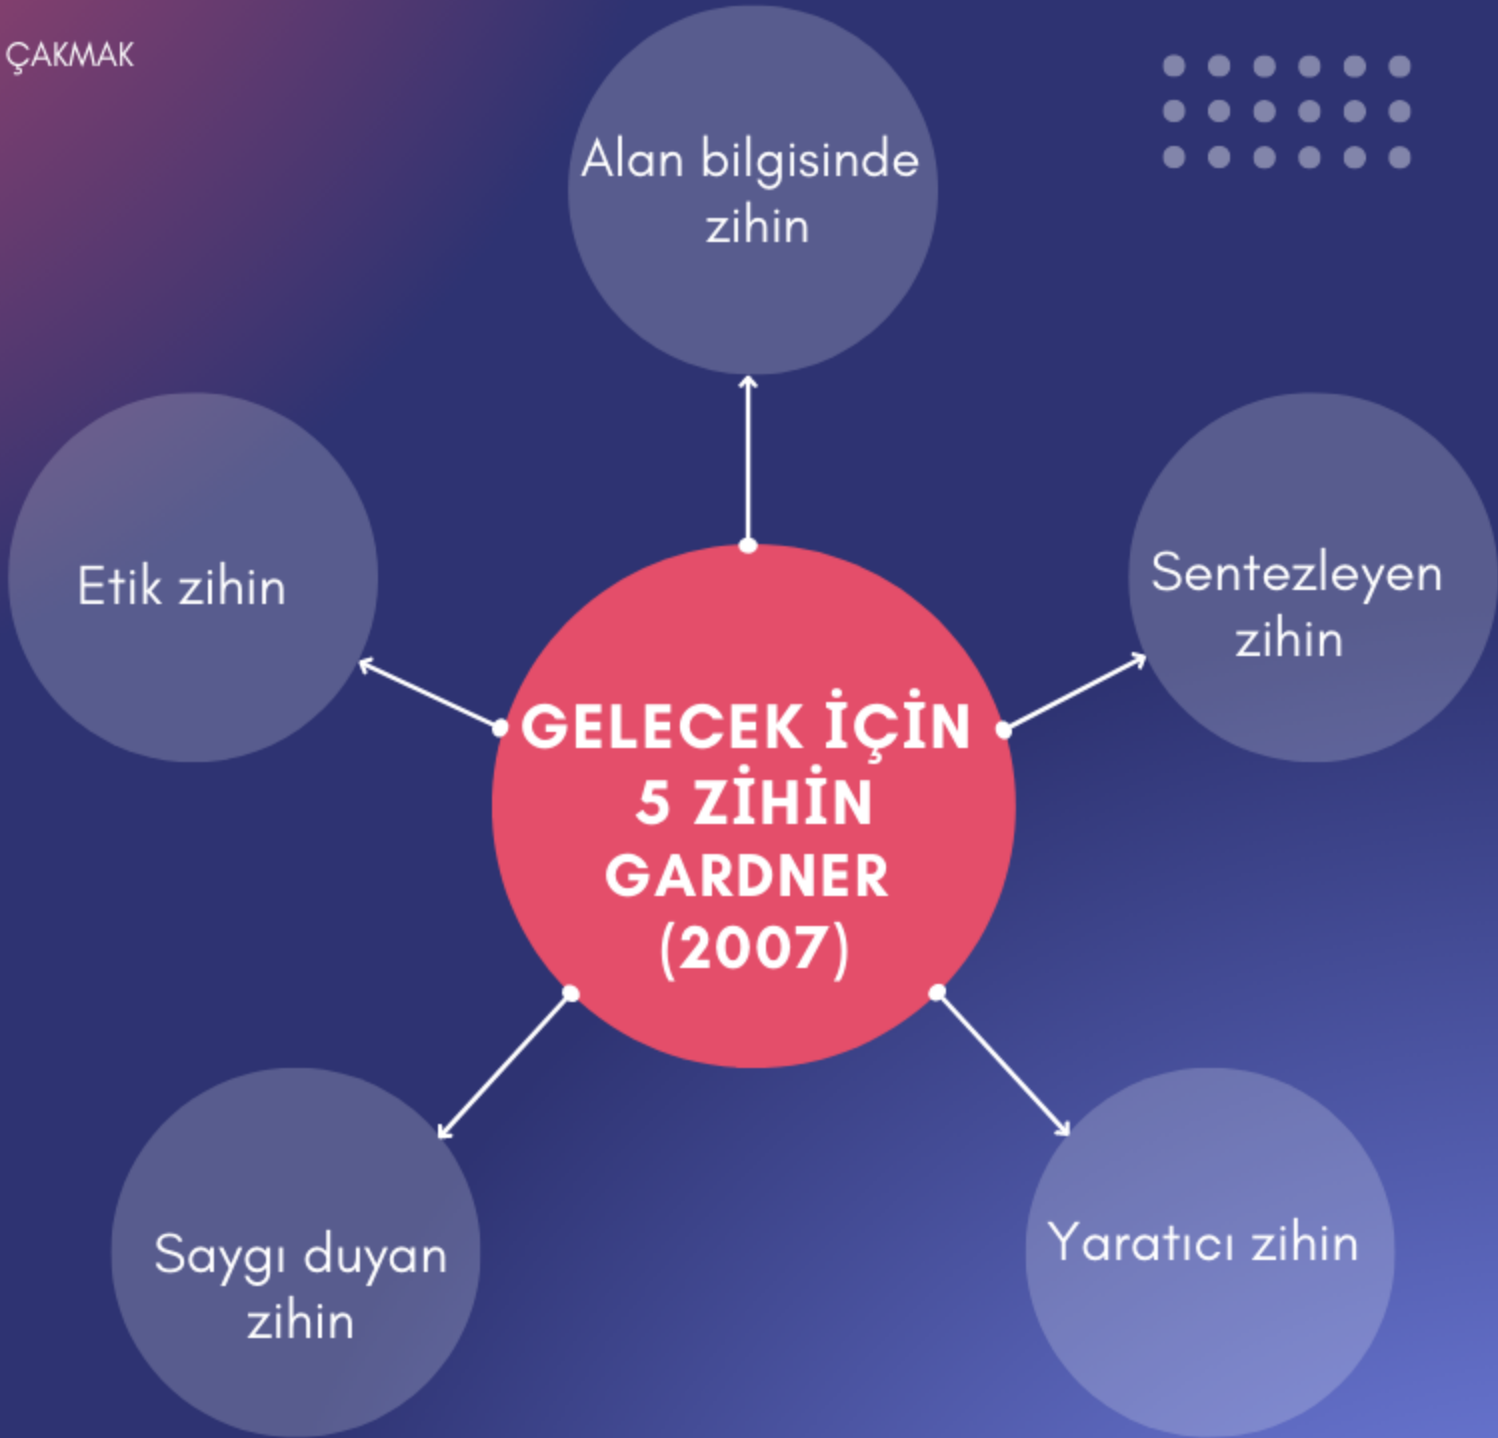 ÇAKMAK
Alan bilgisinde
zihin
Etik zihin
Sentezleyen
zihin
GELECEK İÇİN
5 ZİHİN
GARDNER
(2007)
Saygı duyan
zihin
Yaratıcı zihin